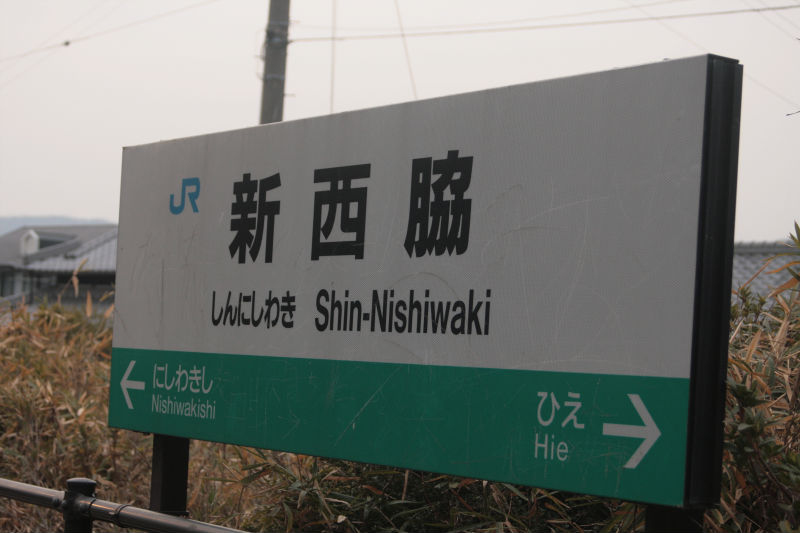 JR 新西脇
しんにしわき Shin-Nishiwaki
← にしわきし
Nishiwakishi
ひえ →
Hie